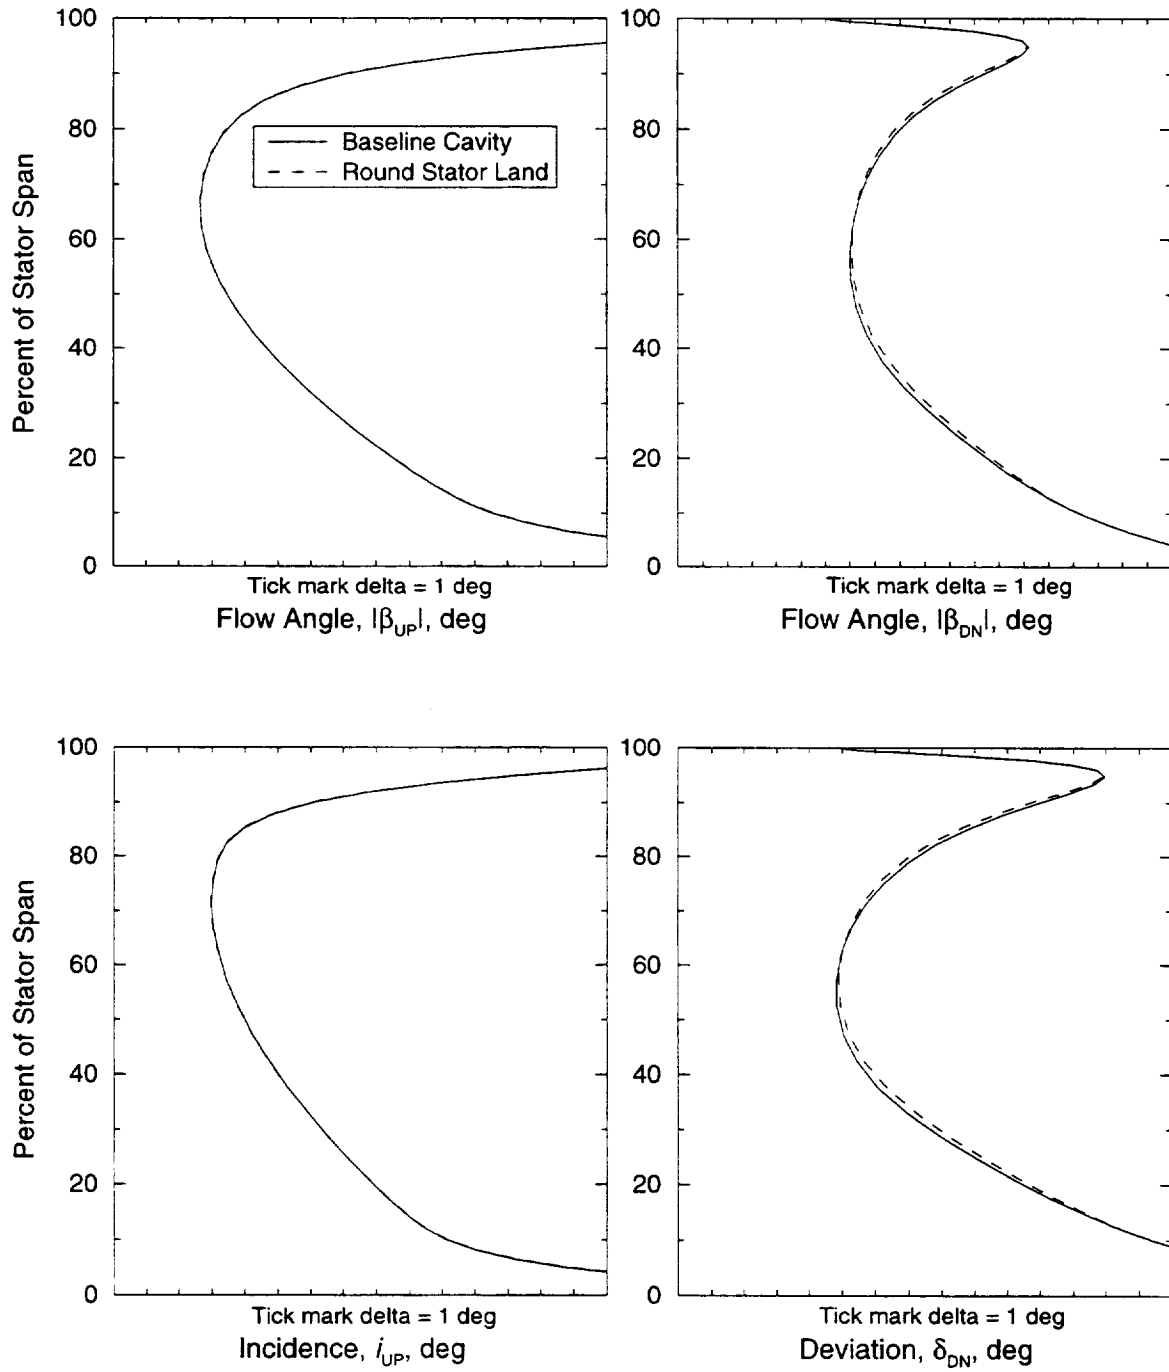 100
80
60
40
20
0
Percent of Stator Span
Baseline Cavity
Round Stator Land
Tick mark delta = 1 deg
Flow Angle, |β_UP|, deg
100
80
60
40
20
0
Tick mark delta = 1 deg
Flow Angle, |β_DN|, deg
100
80
60
40
20
0
Percent of Stator Span
Tick mark delta = 1 deg
Incidence, i_UP, deg
100
80
60
40
20
0
Tick mark delta = 1 deg
Deviation, δ_DN, deg